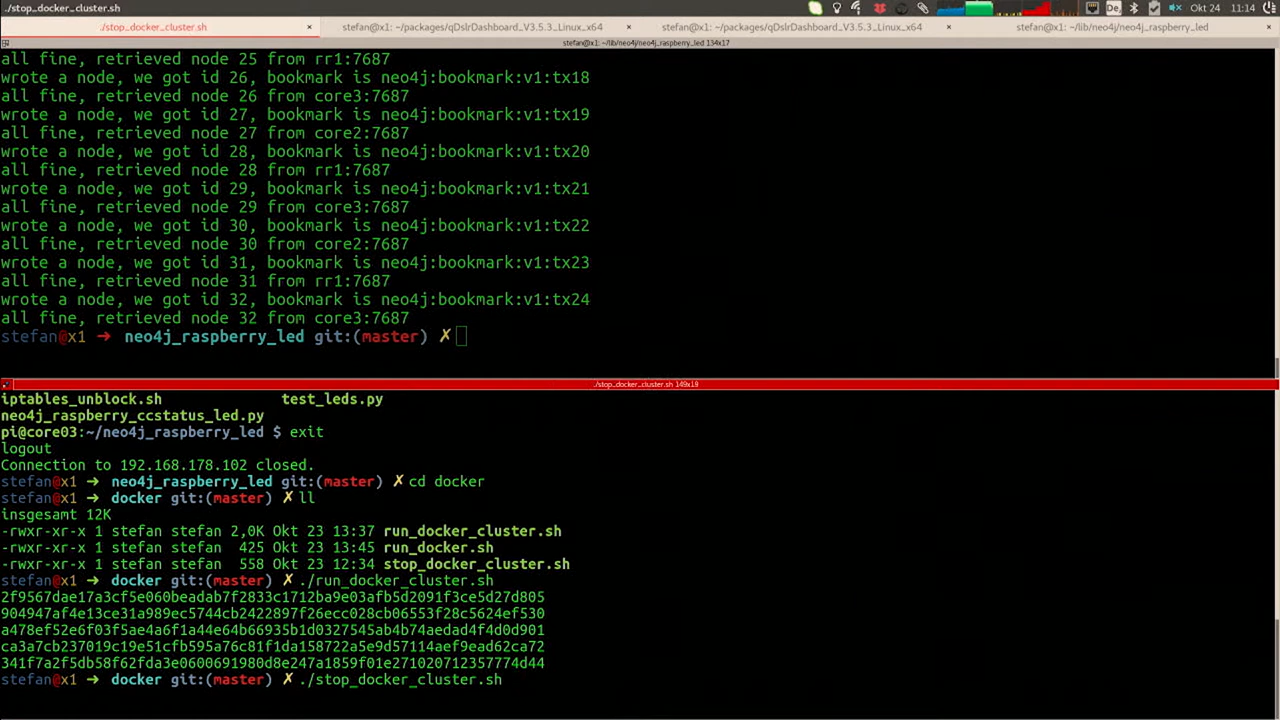 ./stop_docker_cluster.sh
De
Okt 24 11:14
./stop_docker_cluster.sh × stefan@x1: ~/packages/qDslrDashboard_V3.5.3_Linux_x64 × stefan@x1: ~/packages/qDslrDashboard_V3.5.3_Linux_x64 × stefan@x1: ~/lib/neo4j/neo4j_raspberry_led ×
stefan@x1: ~/lib/neo4j/neo4j_raspberry_led 134x17
all fine, retrieved node 25 from rr1:7687
wrote a node, we got id 26, bookmark is neo4j:bookmark:v1:tx18
all fine, retrieved node 26 from core3:7687
wrote a node, we got id 27, bookmark is neo4j:bookmark:v1:tx19
all fine, retrieved node 27 from core2:7687
wrote a node, we got id 28, bookmark is neo4j:bookmark:v1:tx20
all fine, retrieved node 28 from rr1:7687
wrote a node, we got id 29, bookmark is neo4j:bookmark:v1:tx21
all fine, retrieved node 29 from core3:7687
wrote a node, we got id 30, bookmark is neo4j:bookmark:v1:tx22
all fine, retrieved node 30 from core2:7687
wrote a node, we got id 31, bookmark is neo4j:bookmark:v1:tx23
all fine, retrieved node 31 from rr1:7687
wrote a node, we got id 32, bookmark is neo4j:bookmark:v1:tx24
all fine, retrieved node 32 from core3:7687
stefan@x1 ➜ neo4j_raspberry_led git:(master) ✗
./stop_docker_cluster.sh 149x19
iptables_unblock.sh test_leds.py
neo4j_raspberry_ccstatus_led.py
pi@core03:~/neo4j_raspberry_led $ exit
logout
Connection to 192.168.178.102 closed.
stefan@x1 ➜ neo4j_raspberry_led git:(master) ✗ cd docker
stefan@x1 ➜ docker git:(master) ✗ ll
insgesamt 12K
-rwxr-xr-x 1 stefan stefan 2,0K Okt 23 13:37 run_docker_cluster.sh
-rwxr-xr-x 1 stefan stefan 425 Okt 23 13:45 run_docker.sh
-rwxr-xr-x 1 stefan stefan 558 Okt 23 12:34 stop_docker_cluster.sh
stefan@x1 ➜ docker git:(master) ✗ ./run_docker_cluster.sh
2f9567dae17a3cf5e060beadab7f2833c1712ba9e03afb5d2091f3ce5d27d805
904947af4e13ce31a989ec5744cb2422897f26ecc028cb06553f28c5624ef530
a478ef52e6f03f5ae4a6f1a44e64b66935b1d0327545ab4b74aedad4f4d0d901
ca3a7cb237019c19e51cfb595a76c81f1da158722a5e9d57114aef9ead62ca72
341f7a2f5db58f62fda3e0600691980d8e247a1859f01e271020712357774d44
stefan@x1 ➜ docker git:(master) ✗ ./stop_docker_cluster.sh